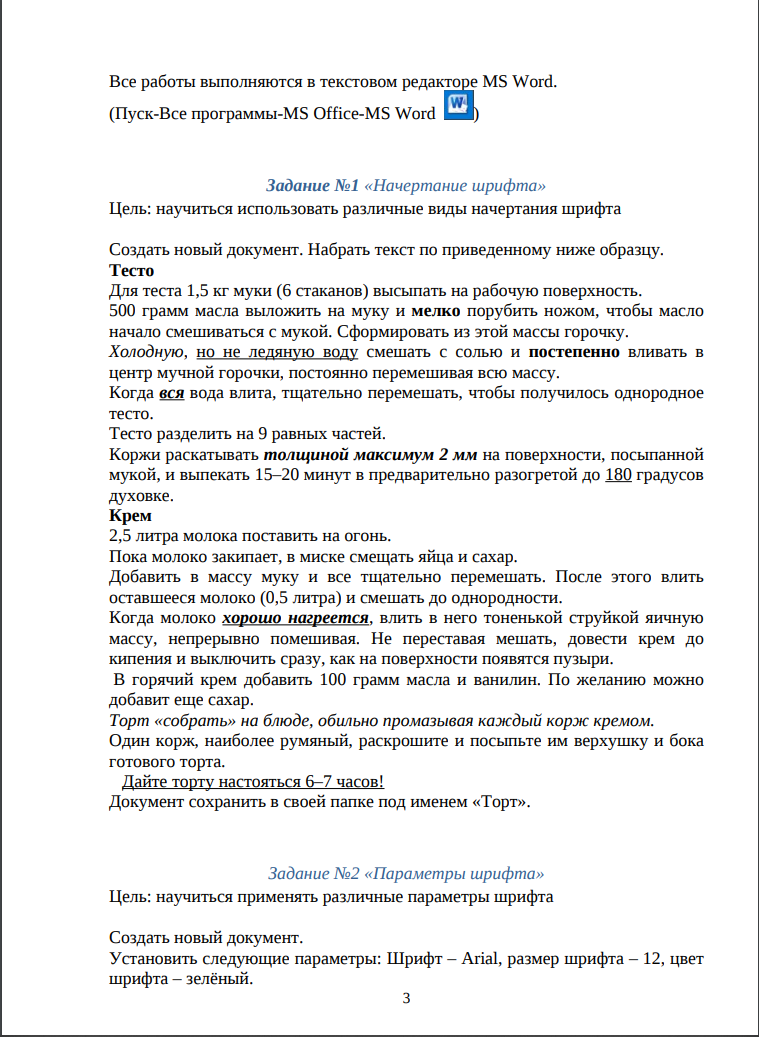 Все работы выполняются в текстовом редакторе MS Word.
(Пуск-Все программы-MS Office-MS Word W)
Задание №1 «Начертание шрифта»
Цель: научиться использовать различные виды начертания шрифта
Создать новый документ. Набрать текст по приведенному ниже образцу.
Тесто
Для теста 1,5 кг муки (6 стаканов) высыпать на рабочую поверхность.
500 грамм масла выложить на муку и мелко порубить ножом, чтобы масло
начало смешиваться с мукой. Сформировать из этой массы горочку.
Холодную, но не ледяную воду смешать с солью и постепенно вливать в
центр мучной горочки, постоянно перемешивая всю массу.
Когда вся вода влита, тщательно перемешать, чтобы получилось однородное
тесто.
Тесто разделить на 9 равных частей.
Коржи раскатывать толщиной максимум 2 мм на поверхности, посыпанной
мукой, и выпекать 15–20 минут в предварительно разогретой до 180 градусов
духовке.
Крем
2,5 литра молока поставить на огонь.
Пока молоко закипает, в миске смещать яйца и сахар.
Добавить в массу муку и все тщательно перемешать. После этого влить
оставшееся молоко (0,5 литра) и смешать до однородности.
Когда молоко хорошо нагреется, влить в него тоненькой струйкой яичную
массу, непрерывно помешивая. Не переставая мешать, довести крем до
кипения и выключить сразу, как на поверхности появятся пузыри.
В горячий крем добавить 100 грамм масла и ванилин. По желанию можно
добавит еще сахар.
Торт «собрать» на блюде, обильно промазывая каждый корж кремом.
Один корж, наиболее румяный, раскрошите и посыпьте им верхушку и бока
готового торта.
Дайте торту настояться 6–7 часов!
Документ сохранить в своей папке под именем «Торт».
Задание №2 «Параметры шрифта»
Цель: научиться применять различные параметры шрифта
Создать новый документ.
Установить следующие параметры: Шрифт – Arial, размер шрифта – 12, цвет
шрифта – зелёный.
3